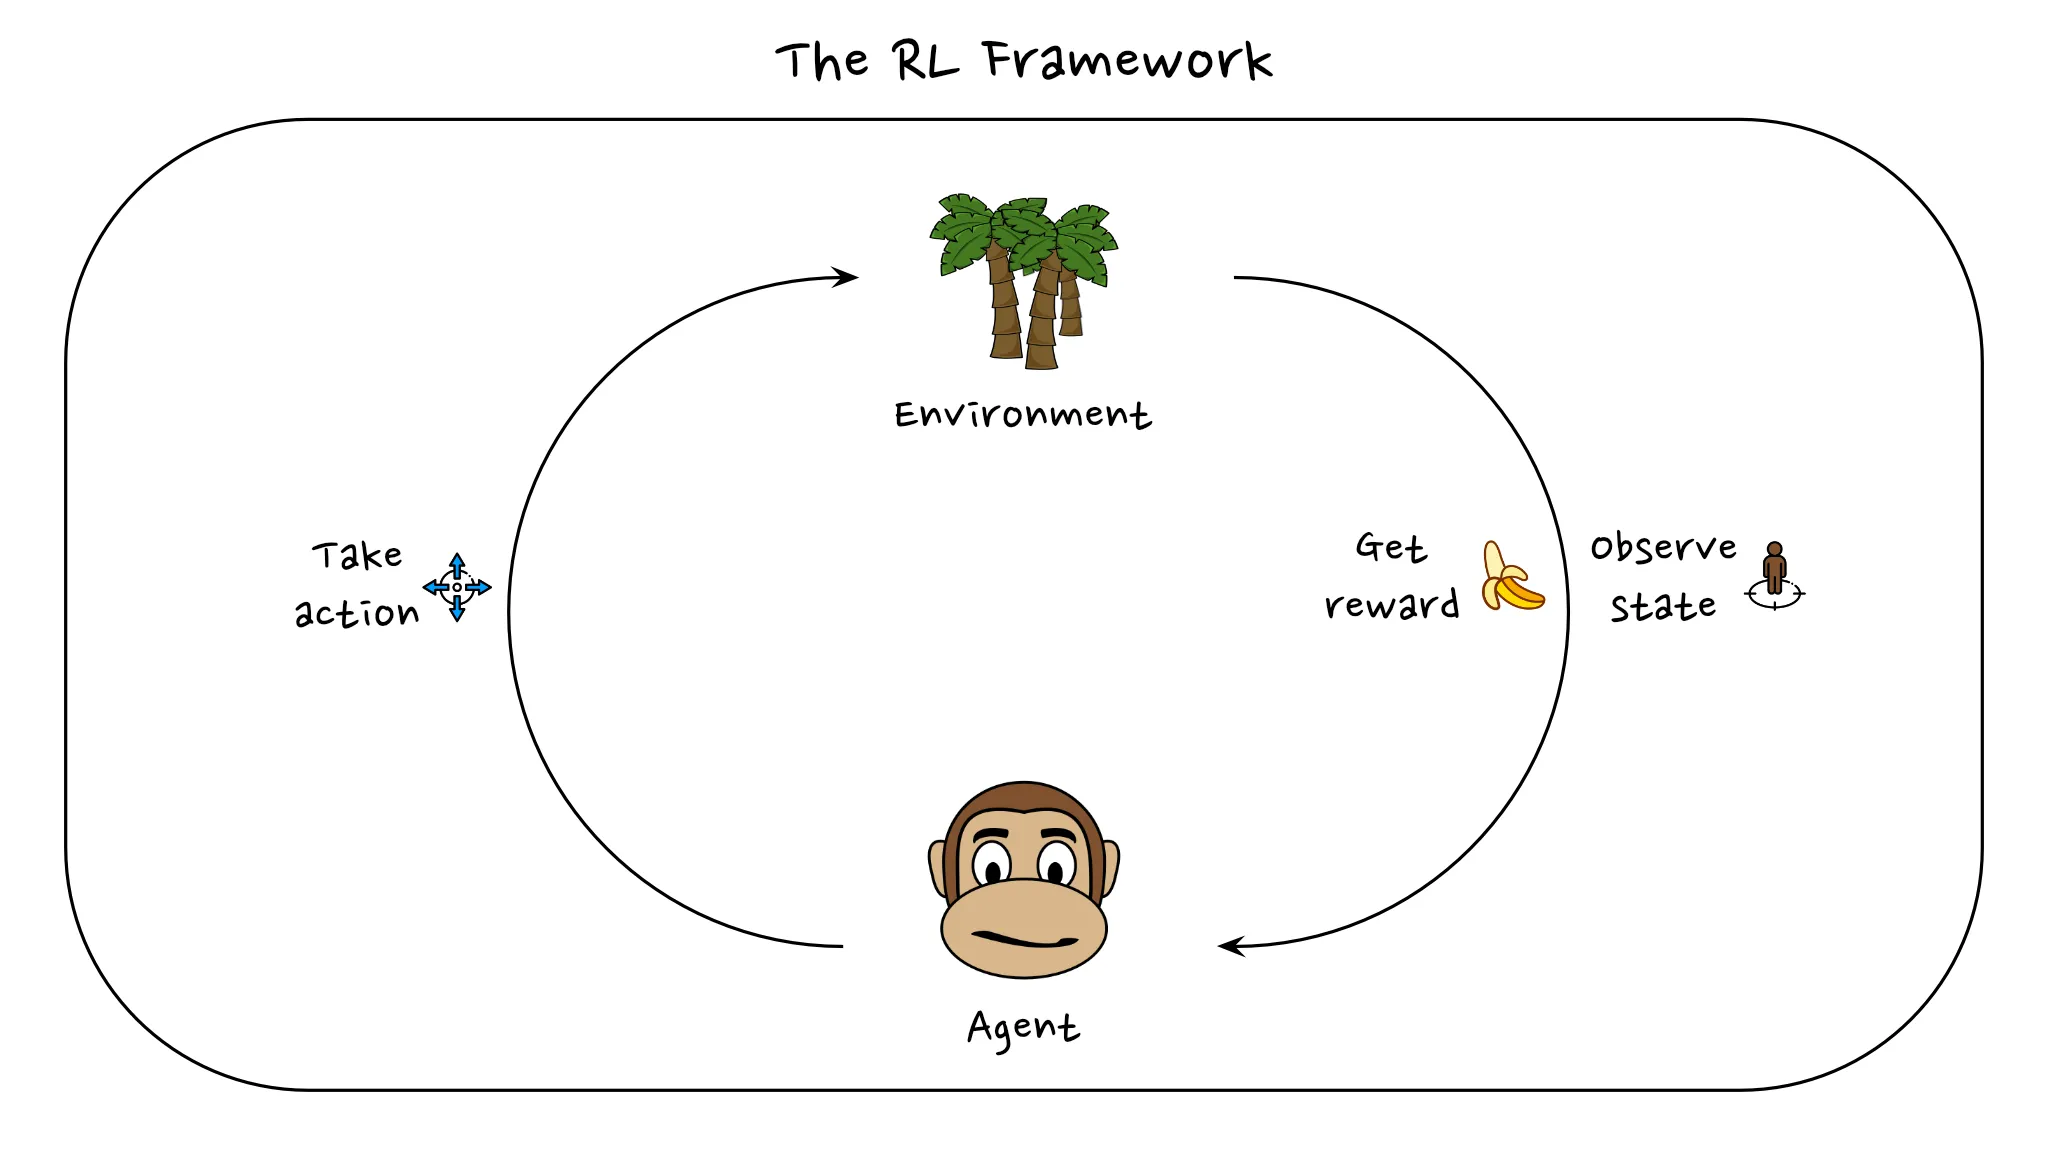 The RL Framework
Environment
Take
action
Get
reward
Observe
state
Agent